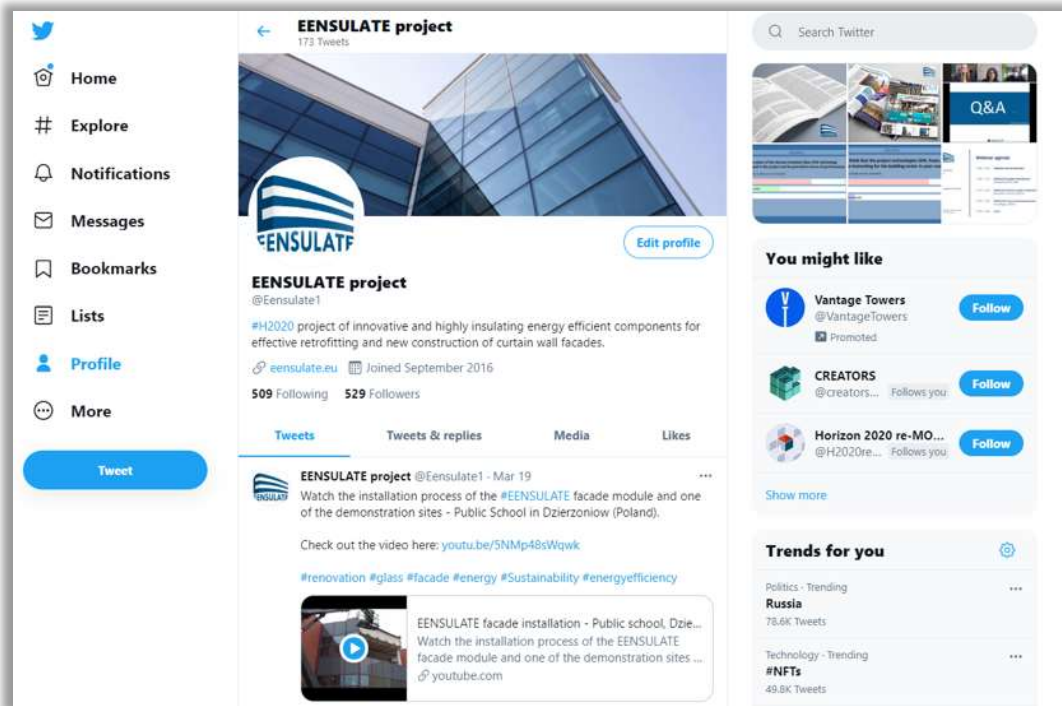 Home
Explore
Notifications
Messages
Bookmarks
Lists
Profile
More
Tweet
EENSULATE project
173 Tweets
EENSULATE
Edit profile
EENSULATE project
@Eensulate1
#H2020 project of innovative and highly insulating energy efficient components for
effective retrofitting and new construction of curtain wall facades.
eensulate.eu Joined September 2016
509 Following 529 Followers
Tweets Tweets & replies Media Likes
ENSULATE
EENSULATE project @Eensulate1 · Mar 19
Watch the installation process of the #EENSULATE facade module and one
of the demonstration sites - Public School in Dzierzoniow (Poland).
Check out the video here: youtu.be/5NMp48sWqwk
#renovation #glass #facade #energy #Sustainability #energyefficiency
EENSULATE facade installation - Public school, Dzie...
Watch the installation process of the EENSULATE
facade module and one of the demonstration sites ...
youtube.com
Search Twitter
Q&A
Webinar agenda
You might like
Vantage Towers
@VantageTowers
Promoted
Follow
CREATORS
@creators... Follows you
Follow
Horizon 2020 re-MO...
@H2020re... Follows you
Follow
Show more
Trends for you
Politics · Trending
Russia
78.6K Tweets
Technology · Trending
#NFTs
49.8K Tweets